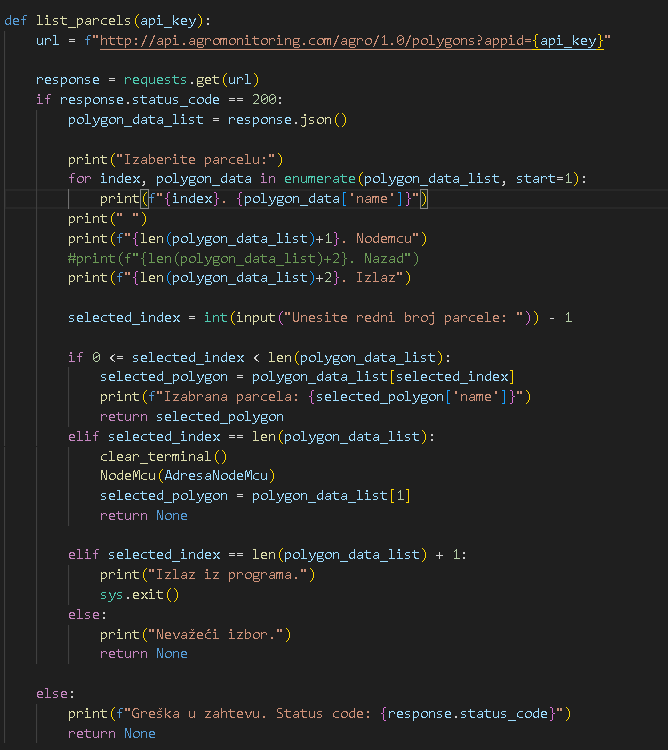 def list_parcels(api_key):
    url = f"http://api.agromonitoring.com/agro/1.0/polygons?appid={api_key}"

    response = requests.get(url)
    if response.status_code == 200:
        polygon_data_list = response.json()

        print("Izaberite parcelu:")
        for index, polygon_data in enumerate(polygon_data_list, start=1):
            print(f"{index}. {polygon_data['name']}")
        print(" ")
        print(f"{len(polygon_data_list)+1}. Nodemcu")
        #print(f"{len(polygon_data_list)+2}. Nazad")
        print(f"{len(polygon_data_list)+2}. Izlaz")

        selected_index = int(input("Unesite redni broj parcele: ")) - 1

        if 0 <= selected_index < len(polygon_data_list):
            selected_polygon = polygon_data_list[selected_index]
            print(f"Izabrana parcela: {selected_polygon['name']}")
            return selected_polygon
        elif selected_index == len(polygon_data_list):
            clear_terminal()
            NodeMcu(AdresaNodeMcu)
            selected_polygon = polygon_data_list[1]
            return None

        elif selected_index == len(polygon_data_list) + 1:
            print("Izlaz iz programa.")
            sys.exit()
        else:
            print("Nevažeći izbor.")
            return None

    else:
        print(f"Greška u zahtevu. Status code: {response.status_code}")
        return None